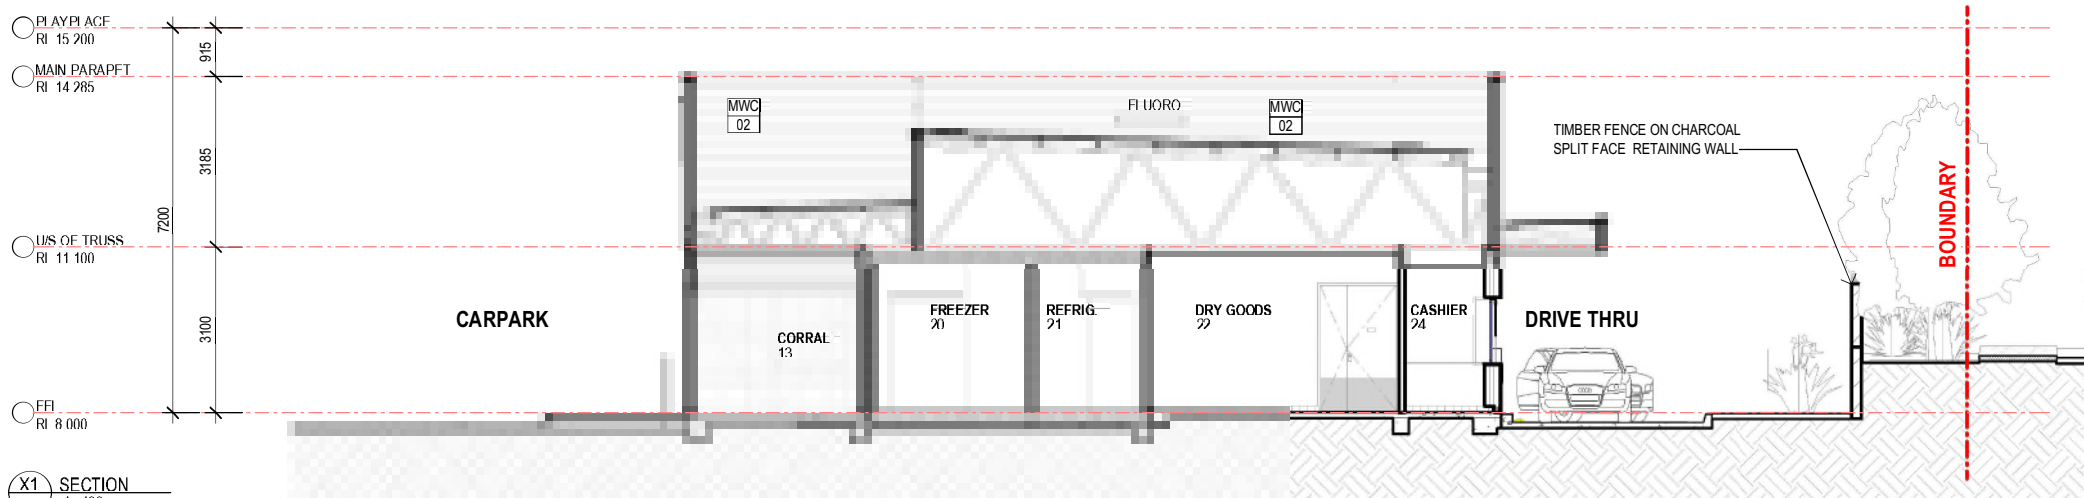 PLAYPLACE
RL 15 200
MAIN PARAPET
RL 14 285
U/S OF TRUSS
RL 11 100
FFL
RL 8 000
915
3185
7200
3100
MWC
02
FLUORO
MWC
02
TIMBER FENCE ON CHARCOAL
SPLIT FACE RETAINING WALL
BOUNDARY
CARPARK
CORRAL
13
FREEZER
20
REFRIG.
21
DRY GOODS
22
CASHIER
24
DRIVE THRU
X1 SECTION